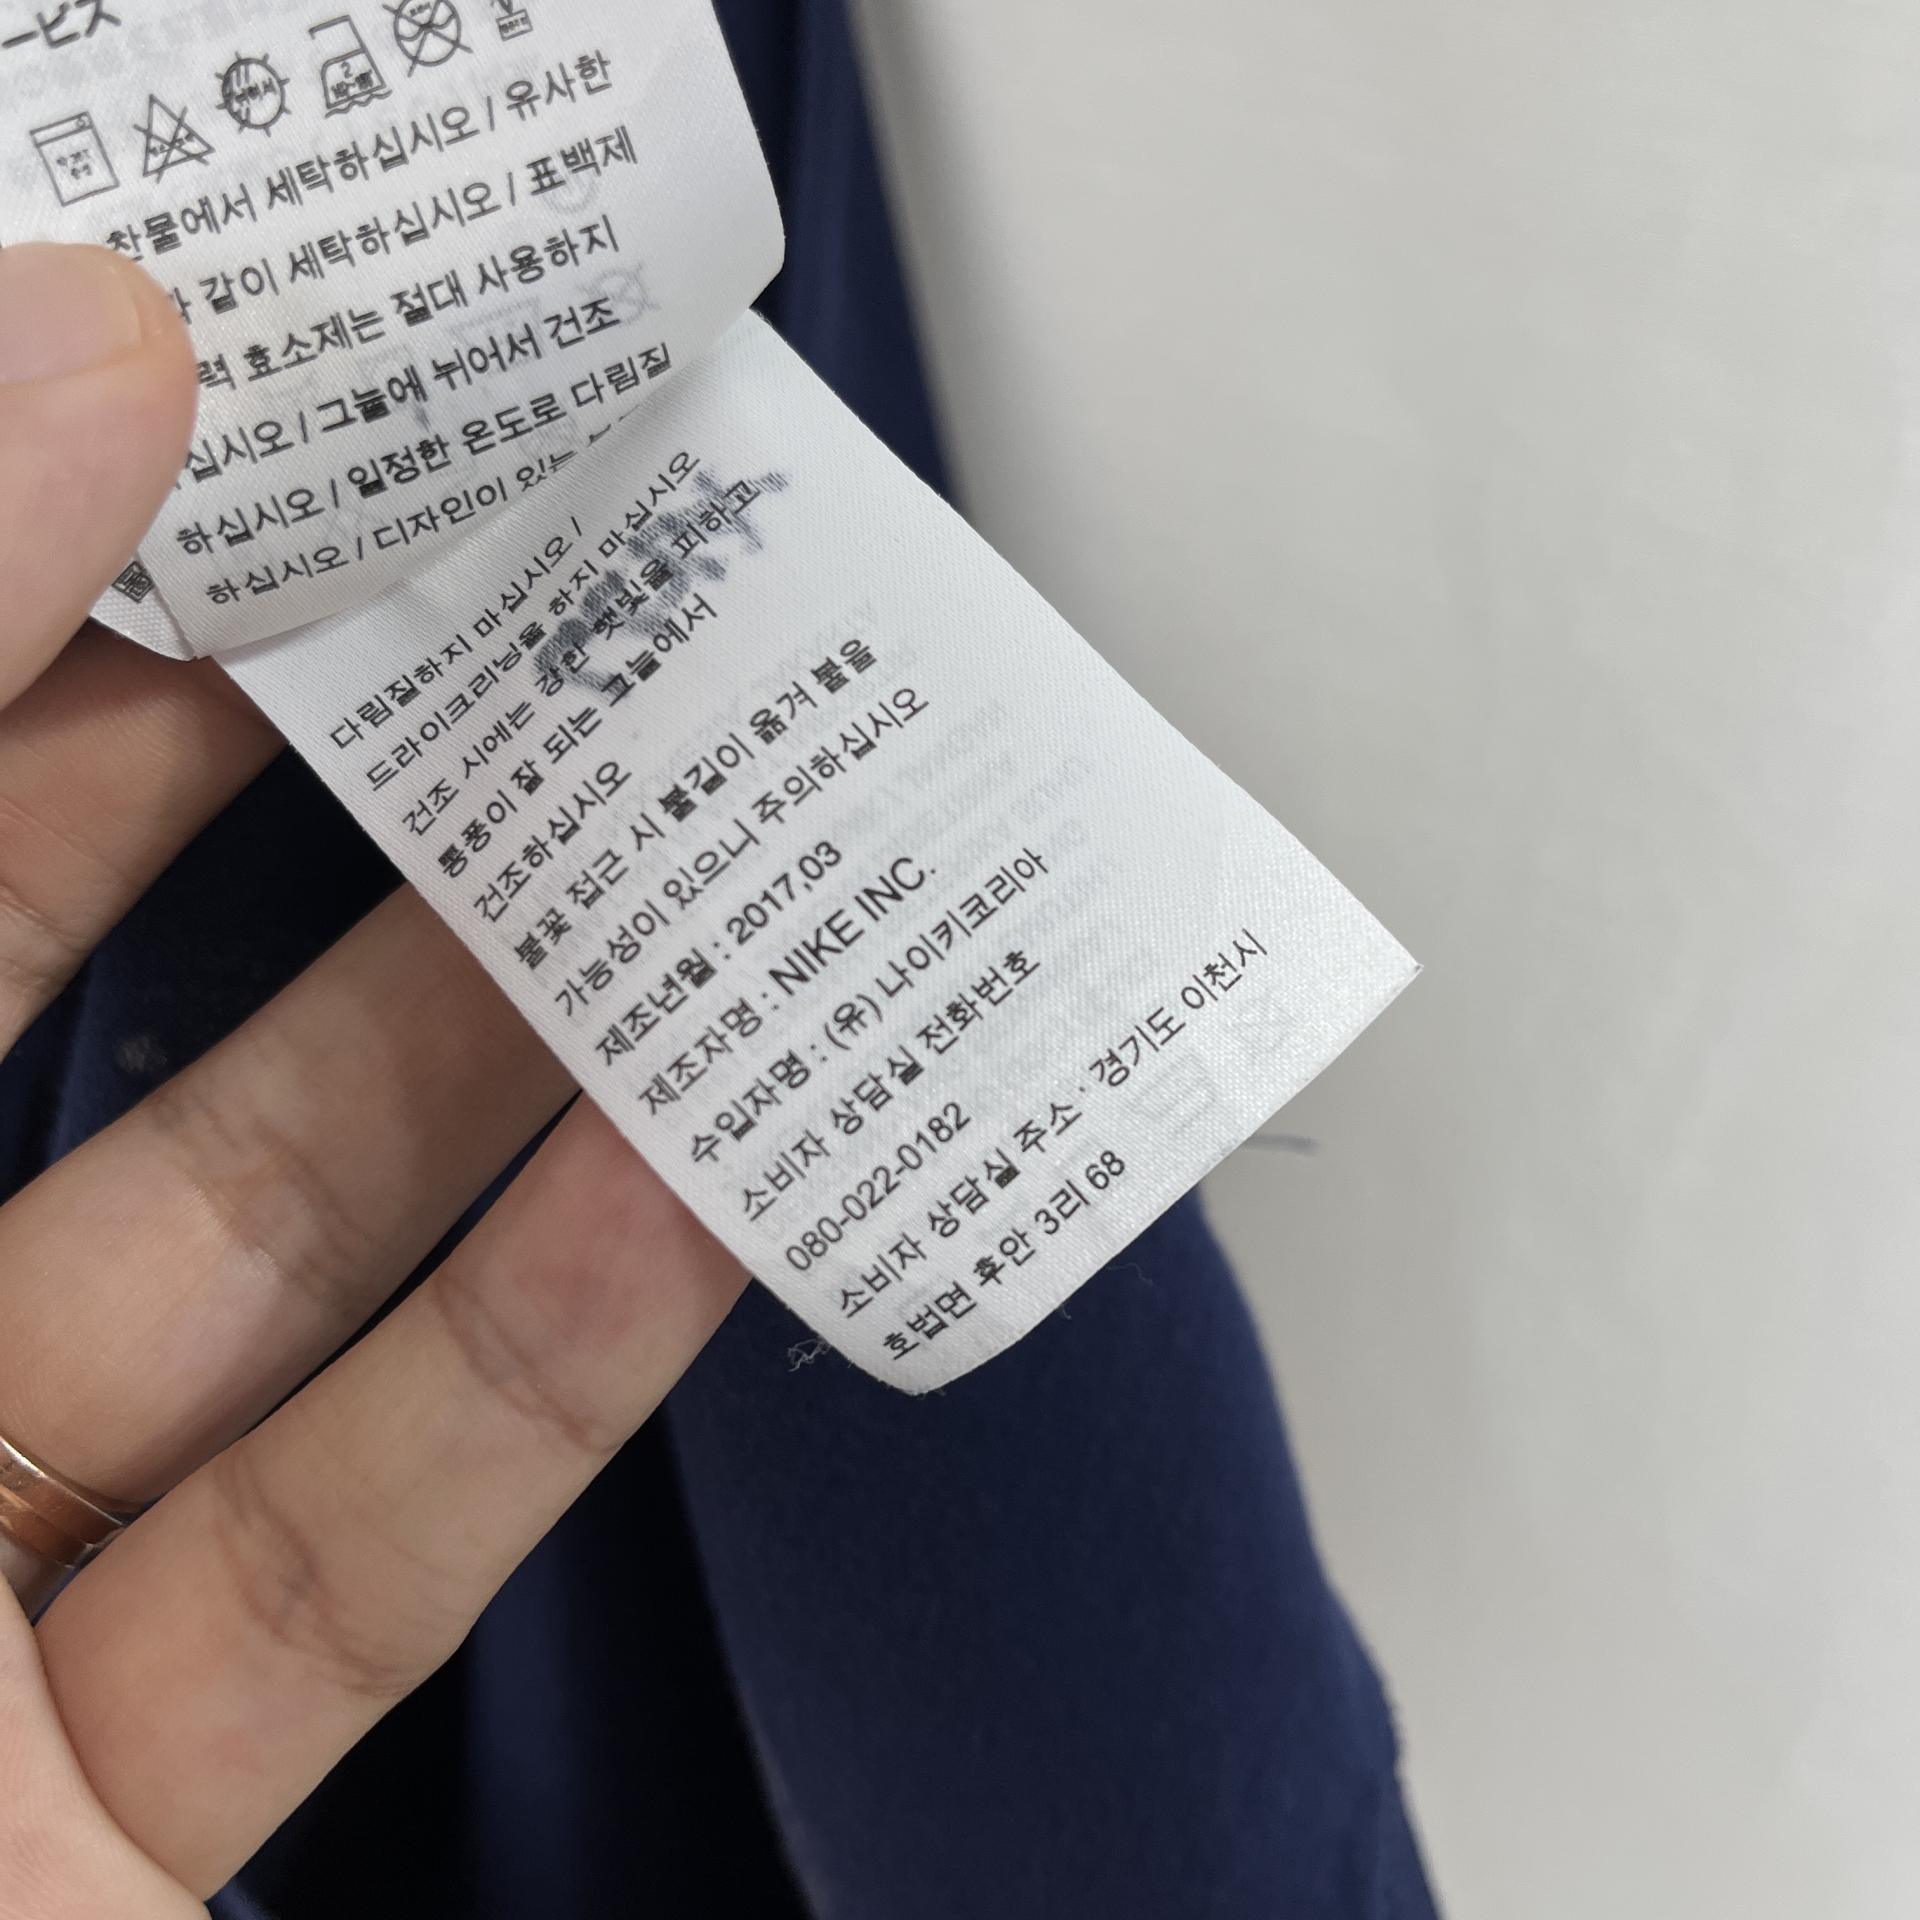 ービス
찬물에서 세탁하십시오 / 유사한
같이 세탁하십시오 / 표백제
력 효소제는 절대 사용하지
십시오 / 그늘에 뉘어서 건조
하십시오 / 일정한 온도로 다림질
하십시오 / 디자인이 있는
다림질하지 마십시오 /
드라이크리닝을 하지 마십시오
건조 시에는 강한 햇빛을 피하고
통풍이 잘 되는 그늘에서
건조하십시오
불꽃 접근 시 불길이 옮겨 붙을
가능성이 있으니 주의하십시오
제조년월 : 2017.03
제조자명 : NIKE INC.
수입자명 : (유) 나이키코리아
소비자 상담실 전화번호
080-022-0182
소비자 상담실 주소 : 경기도 이천시
호법면 후안 3리 68